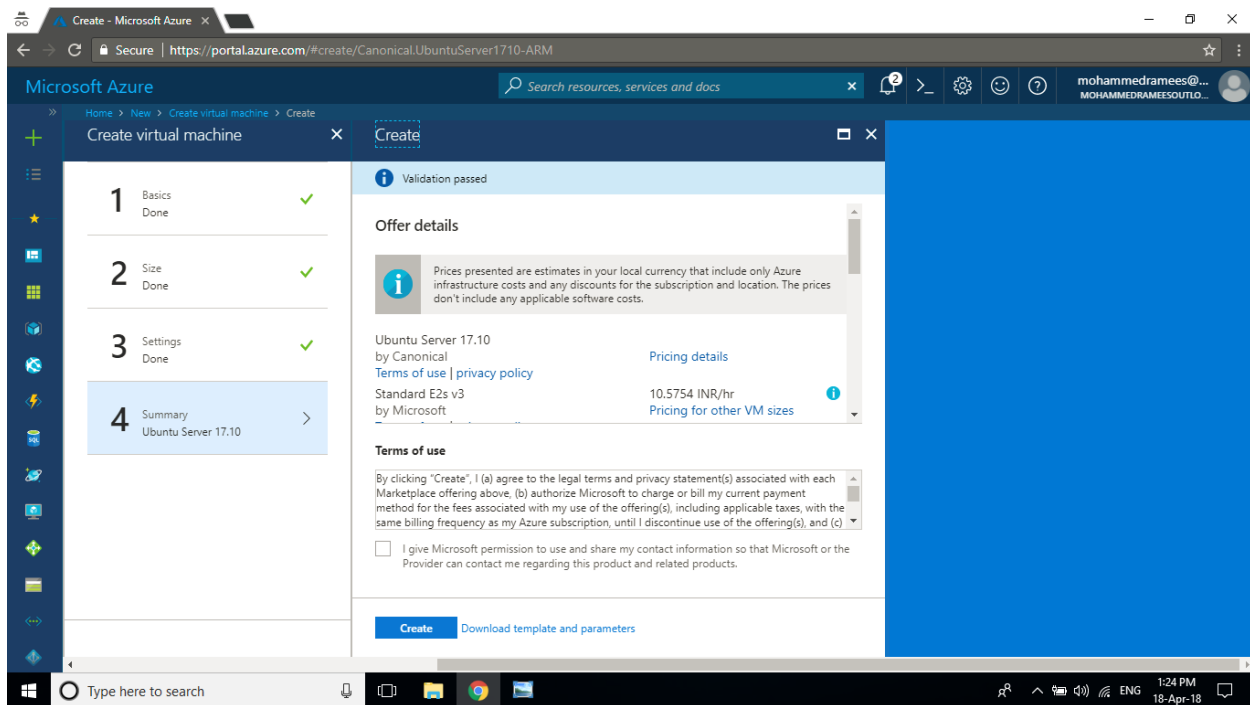 Create - Microsoft Azure
Secure | https://portal.azure.com/#create/Canonical.UbuntuServer1710-ARM
Microsoft Azure
Search resources, services and docs
2
mohammedramees@...
MOHAMMEDRAMEESOUTLO...
Home > New > Create virtual machine > Create
Create virtual machine
1
Basics
Done
2
Size
Done
3
Settings
Done
4
Summary
Ubuntu Server 17.10
Create
Validation passed
Offer details
Prices presented are estimates in your local currency that include only Azure
infrastructure costs and any discounts for the subscription and location. The prices
don't include any applicable software costs.
Ubuntu Server 17.10
by Canonical
Pricing details
Terms of use | privacy policy
Standard E2s v3
10.5754 INR/hr
by Microsoft
Pricing for other VM sizes
Terms of use
By clicking "Create", I (a) agree to the legal terms and privacy statement(s) associated with each
Marketplace offering above, (b) authorize Microsoft to charge or bill my current payment
method for the fees associated with my use of the offering(s), including applicable taxes, with the
same billing frequency as my Azure subscription, until I discontinue use of the offering(s), and (c)
I give Microsoft permission to use and share my contact information so that Microsoft or the
Provider can contact me regarding this product and related products.
Create
Download template and parameters
SQL
Type here to search
ENG
1:24 PM
18-Apr-18